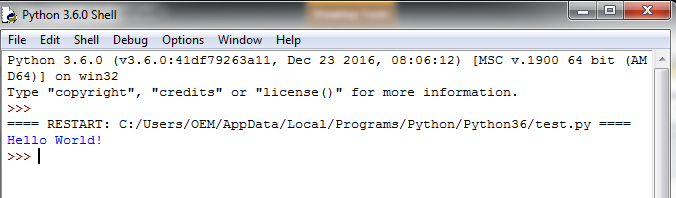 Python 3.6.0 Shell
File Edit Shell Debug Options Window Help
Python 3.6.0 (v3.6.0:41df79263a11, Dec 23 2016, 08:06:12) [MSC v.1900 64 bit (AM
D64)] on win32
Type "copyright", "credits" or "license()" for more information.
>>>
==== RESTART: C:/Users/OEM/AppData/Local/Programs/Python/Python36/test.py ====
Hello World!
>>>